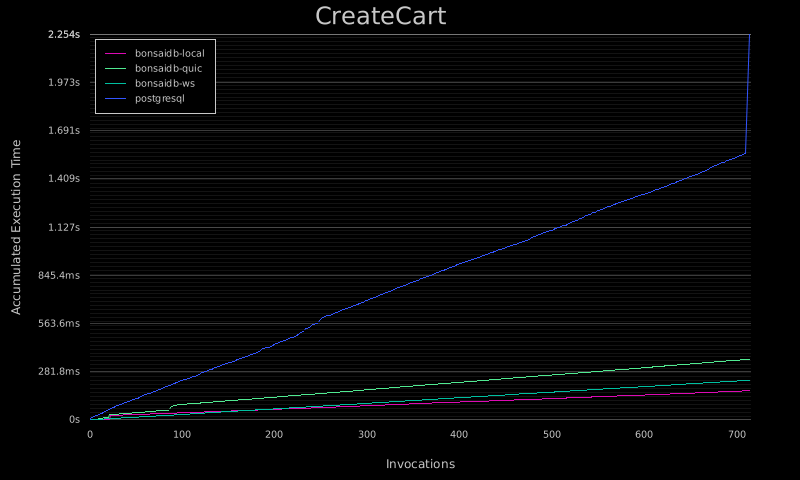 CreateCart
2.254s
bonsaidb-local
bonsaidb-quic
bonsaidb-ws
postgresql
1.973s
1.691s
1.409s
1.127s
845.4ms
563.6ms
281.8ms
0s
Accumulated Execution Time
0 100 200 300 400 500 600 700
Invocations